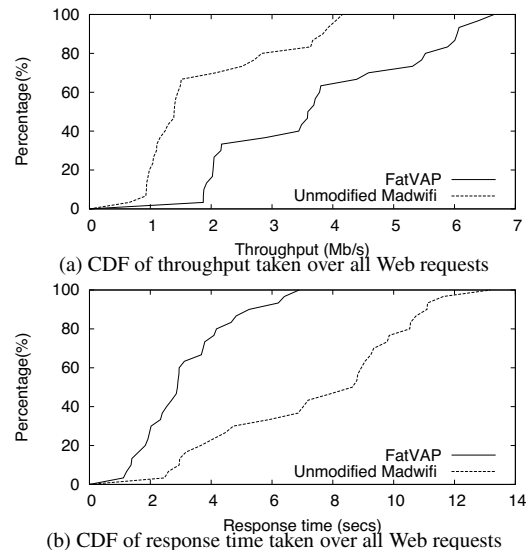 100
80
60
40
20
0
Percentage(%)
FatVAP
Unmodified Madwifi
0 1 2 3 4 5 6 7
Throughput (Mb/s)
(a) CDF of throughput taken over all Web requests
100
80
60
40
20
0
Percentage(%)
FatVAP
Unmodified Madwifi
0 2 4 6 8 10 12 14
Response time (secs)
(b) CDF of response time taken over all Web requests